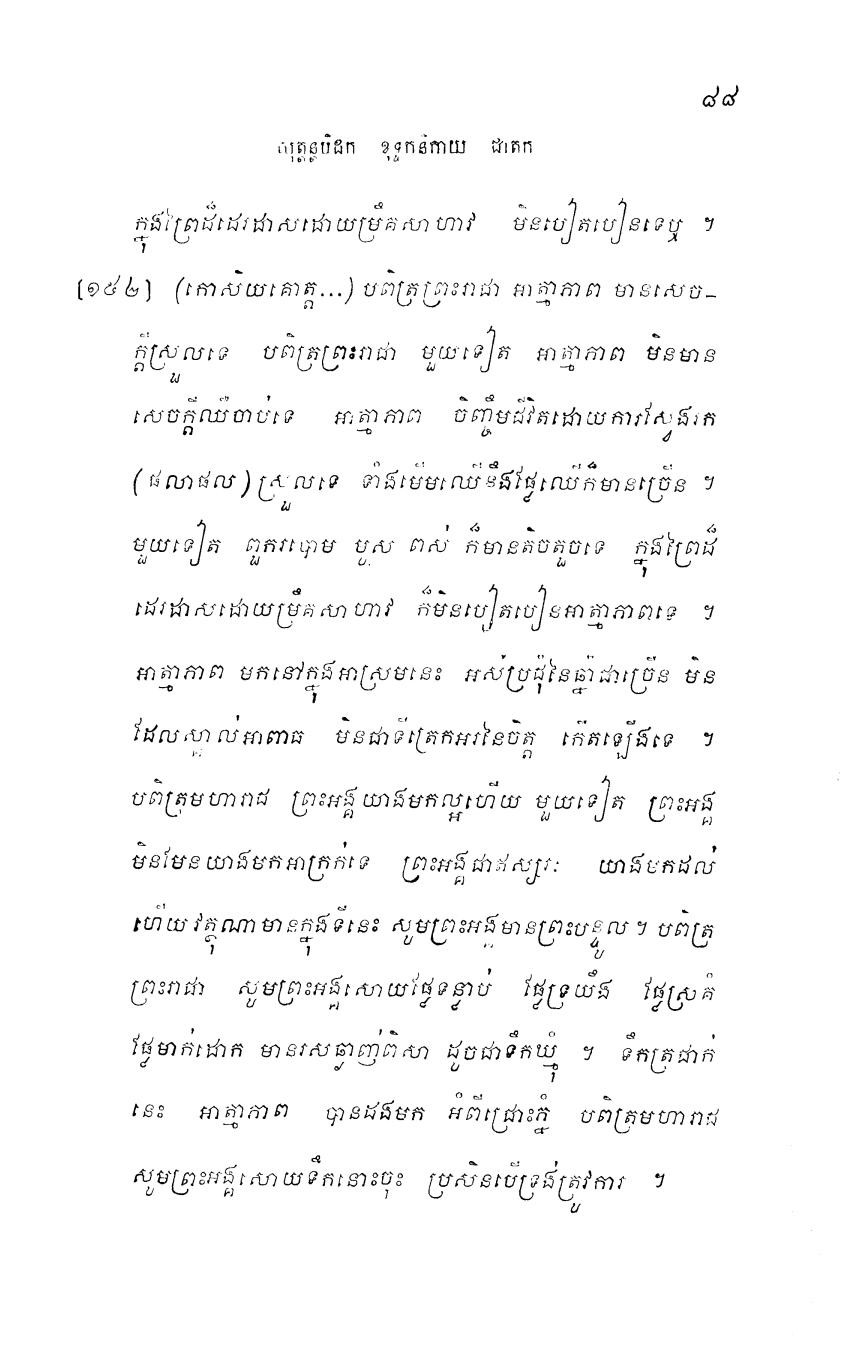 ៨៨
សុត្តន្តបិដក ខុទ្ទកនិកាយ ជាតក
ក្នុងព្រៃដ៏ដេរដាសដោយម្រឹគសាហាវ មិនបៀតបៀនទេឬ ។
[១៥៤] (កោសិយគោត្ត...) បពិត្រព្រះរាជា អាត្មាភាព មានសេច-
ក្តីស្រួលទេ បពិត្រព្រះរាជា មួយទៀត អាត្មាភាព មិនមាន
សេចក្តីឈឺចាប់ទេ អាត្មាភាព ចិញ្ចឹមជីវិតដោយការស្វែងរក
(ផលាផល) ស្រួលទេ ទាំងមើមឈើនឹងផ្លែឈើក៏មានច្រើន ។
មួយទៀត ពួករបោម មូស ពស់ ក៏មានតិចតួចទេ ក្នុងព្រៃដ៏
ដេរដាសដោយម្រឹគសាហាវ ក៏មិនបៀតបៀនអាត្មាភាពទេ ។
អាត្មាភាព មកនៅក្នុងអាស្រមនេះ អស់ប្រជុំនៃឆ្នាំជាច្រើន មិន
ដែលស្គាល់អាពាធ មិនជាទីត្រេកអរនៃចិត្ត កើតឡើងទេ ។
បពិត្រមហារាជ ព្រះអង្គយាងមកល្អហើយ មួយទៀត ព្រះអង្គ
មិនមែនយាងមកអាក្រក់ទេ ព្រះអង្គជាឥស្សរៈ យាងមកដល់
ហើយ វត្ថុណាមានក្នុងទីនេះ សូមព្រះអង្គមានព្រះបន្ទូល ។ បពិត្រ
ព្រះរាជា សូមព្រះអង្គសោយផ្លែទន្លាប់ ផ្លែទ្រយឹង ផ្លែស្រគំ
ផ្លែមាក់ដោក មានរសឆ្ងាញ់ពិសា ដូចជាទឹកឃ្មុំ ។ ទឹកត្រជាក់
នេះ អាត្មាភាព បានដងមក អំពីជ្រោះភ្នំ បពិត្រមហារាជ
សូមព្រះអង្គសោយទឹកនោះចុះ ប្រសិនបើទ្រង់ត្រូវការ ។